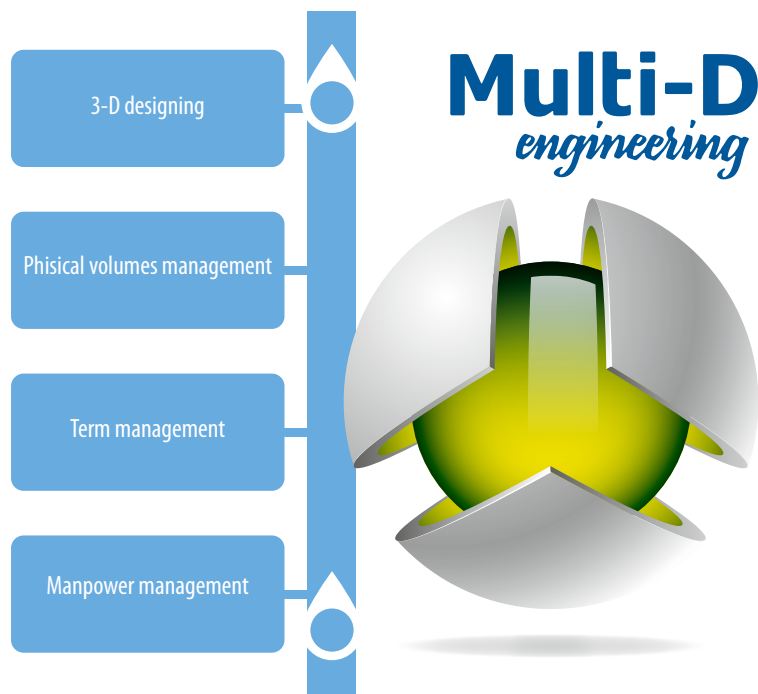 Multi-D
engineering
3-D designing
Phisical volumes management
Term management
Manpower management